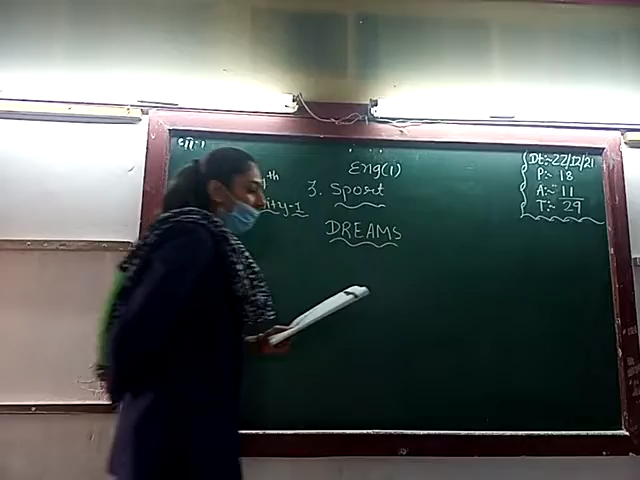 Eng(1)
th
3. Sport
ity-1
DREAMS
Dt:-22/12/21
P:- 18
A:- 11
T:- 29